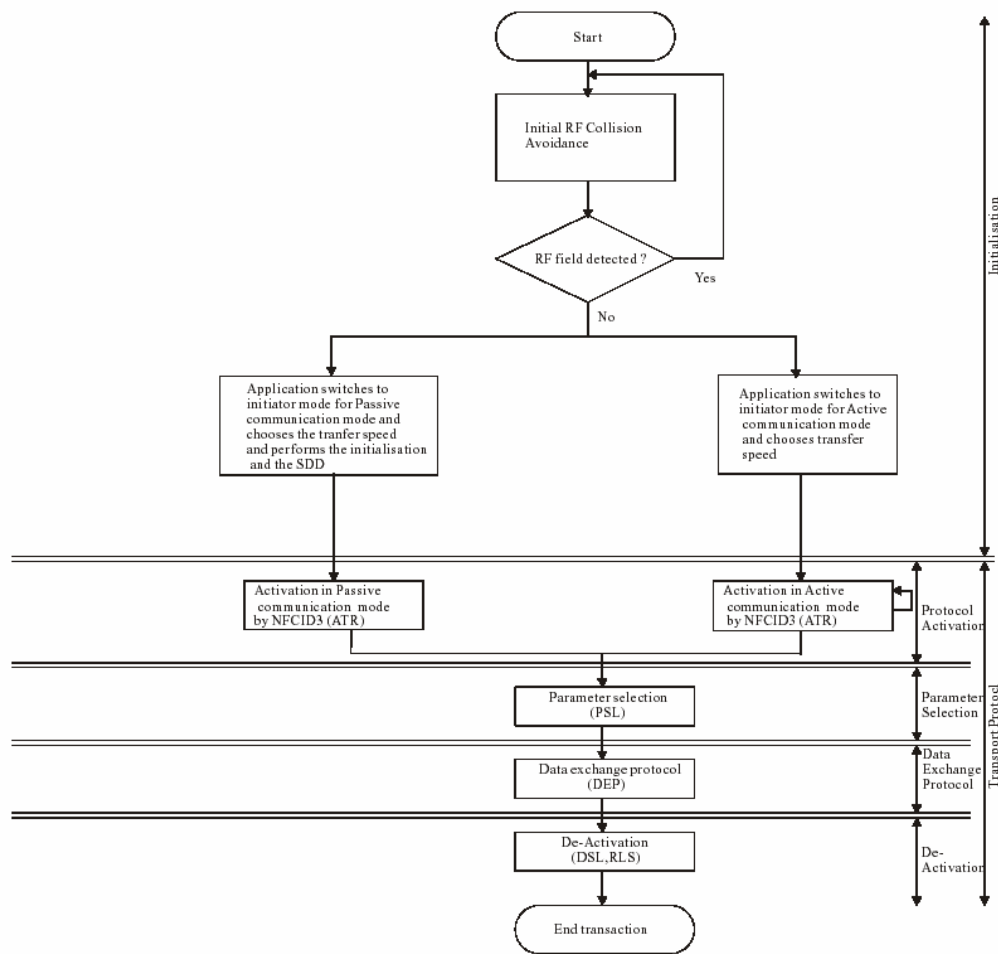 Start
Initial RF Collision
Avoidance
RF field detected ?
Yes
No
Initialisation
Application switches to
initiator mode for Passive
communication mode and
chooses the tranfer speed
and performs the initialisation
and the SDD
Application switches to
initiator mode for Active
communication mode
and chooses transfer
speed
Activation in Passive
communication mode
by NFCID3 (ATR)
Activation in Active
communication mode
by NFCID3 (ATR)
Protocol
Activation
Parameter selection
(PSL)
Parameter
Selection
Transport Protocl
Data exchange protocol
(DEP)
Data
Exchange
Protocol
De-Activation
(DSL,RLS)
De-
Activation
End transaction